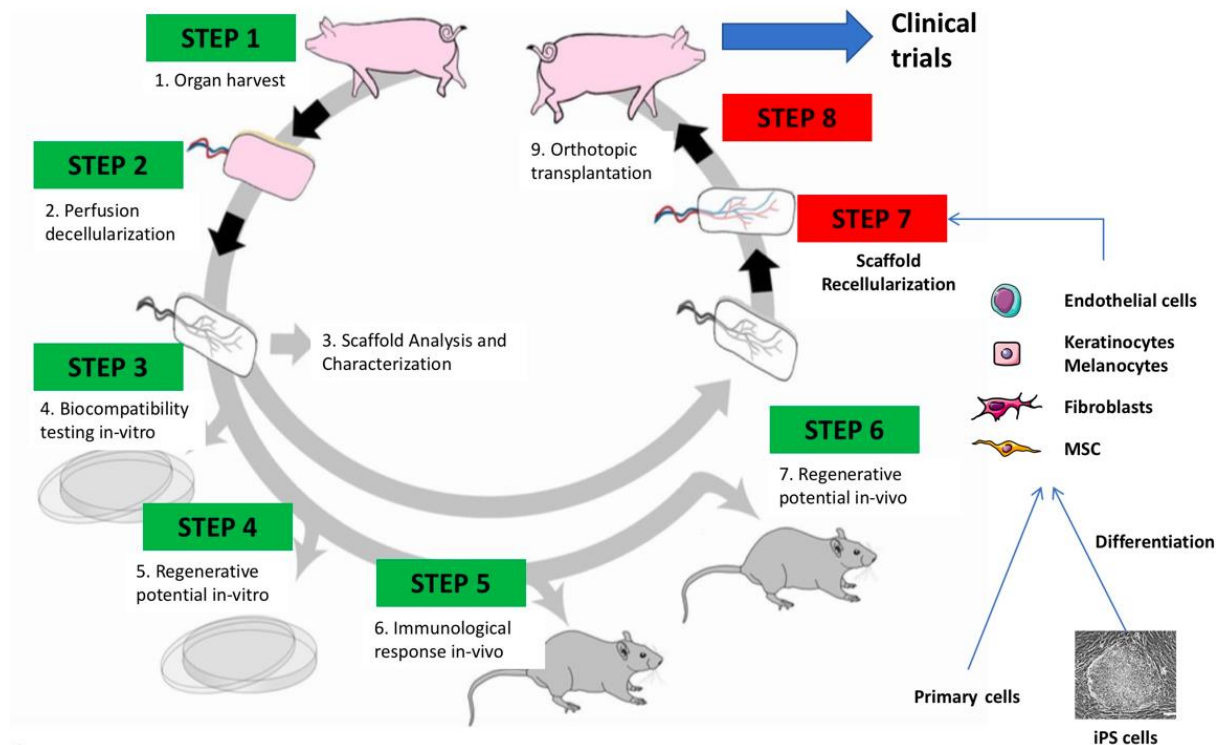 STEP 1
1. Organ harvest
Clinical
trials
STEP 8
STEP 2
2. Perfusion
decellularization
9. Orthotopic
transplantation
STEP 7
Scaffold
Recellularization
3. Scaffold Analysis and
Characterization
STEP 3
4. Biocompatibility
testing in-vitro
Endothelial cells
Keratinocytes
Melanocytes
Fibroblasts
MSC
STEP 6
7. Regenerative
potential in-vivo
STEP 4
5. Regenerative
potential in-vitro
STEP 5
6. Immunological
response in-vivo
Differentiation
Primary cells
iPS cells